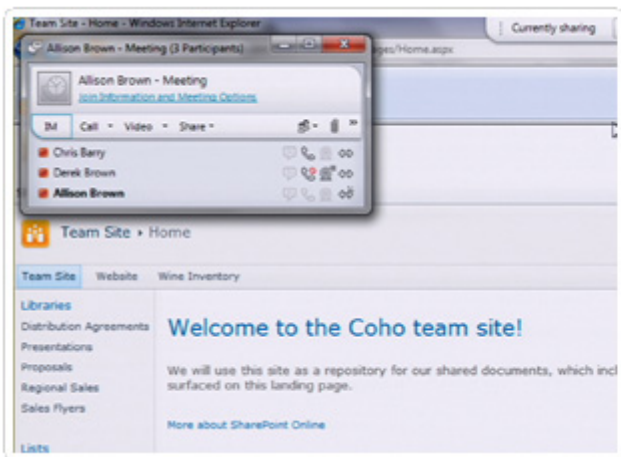 Team Site - Home - Windows Internet Explorer
Currently sharing
Allison Brown - Meeting (3 Participants)
ges/Home.aspx
Allison Brown - Meeting
Join Information and Meeting Options
IM Call Video Share
Chris Barry
Derek Brown
Allison Brown
Team Site Home
Team Site Website Wine Inventory
Libraries
Distribution Agreements
Presentations
Proposals
Regional Sales
Sales Flyers
Lists
Welcome to the Coho team site!
We will use this site as a repository for our shared documents, which incl
surfaced on this landing page.
More about SharePoint Online